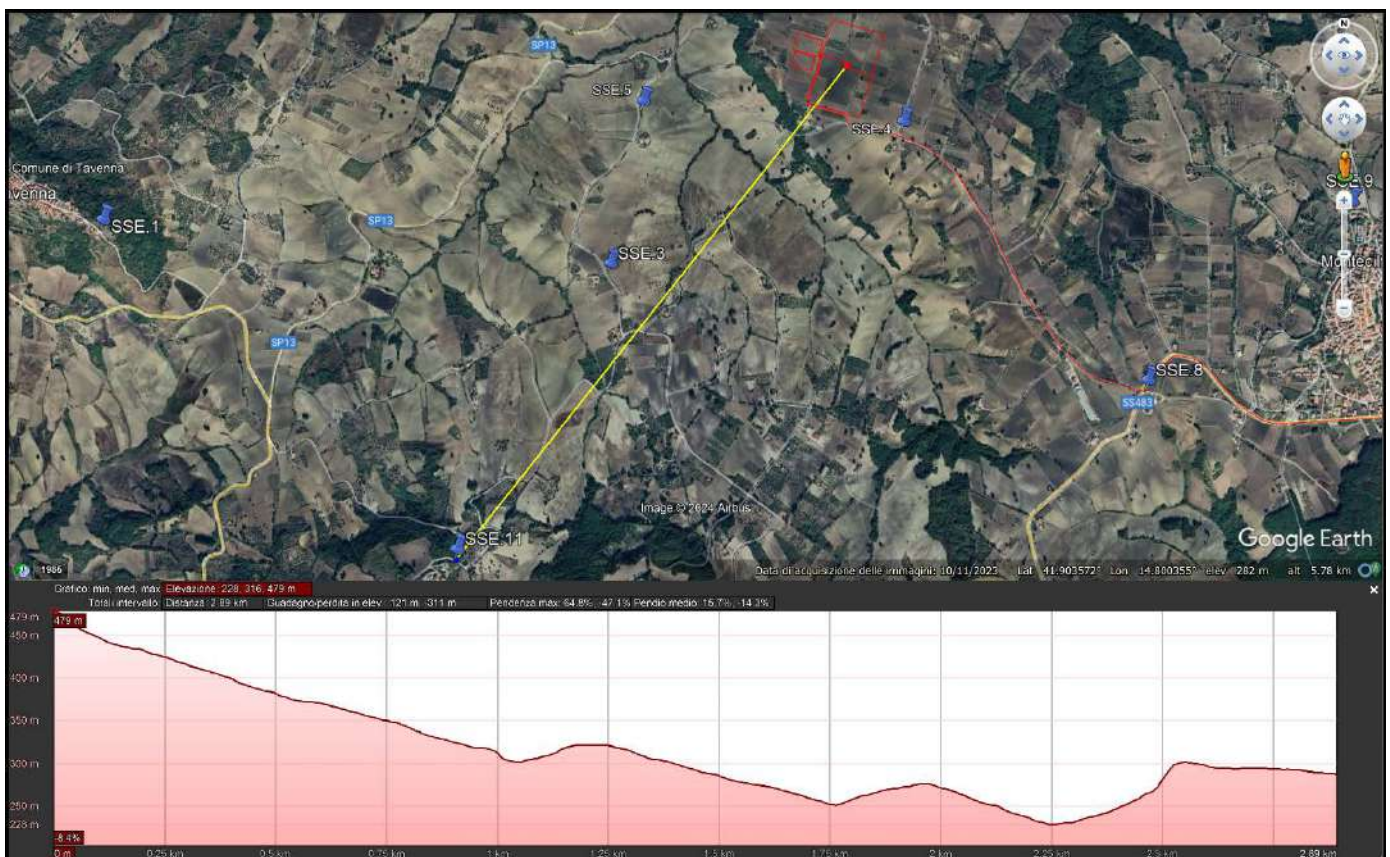 N
SP13
SSE.5
SSE.4
Comune di Tavenna
venna
SSE.1
SP13
SSE.9
SSE.3
SP13
SSE.8
SS483
SSE.11
Image © 2024 Airbus
Google Earth
1986
Data di acquisizione delle immagini: 10/11/2023 Lat 41.903572° Lon 14.800355° elev 282 m alt 5.78 km
Grafico: min, med, max Elevazione: 228, 316, 479 m
Totali intervallo: Distanza: 2.89 km Guadagno/perdita in elev: 121 m -311 m Pendenza max: 64.8% -47.1% Pendio medio: 15.7%, -14.3%
479 m
479 m
450 m
400 m
350 m
300 m
250 m
228 m
-8.4%
0 m 0.25 km 0.5 km 0.75 km 1 km 1.25 km 1.5 km 1.75 km 2 km 2.25 km 2.5 km 2.89 km